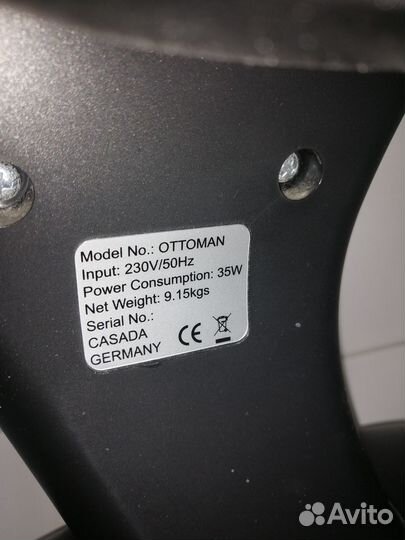 Model No.: OTTOMAN
Input: 230V/50Hz
Power Consumption: 35W
Net Weight: 9.15kgs
Serial No.:
CASADA
GERMANY CE
Avito